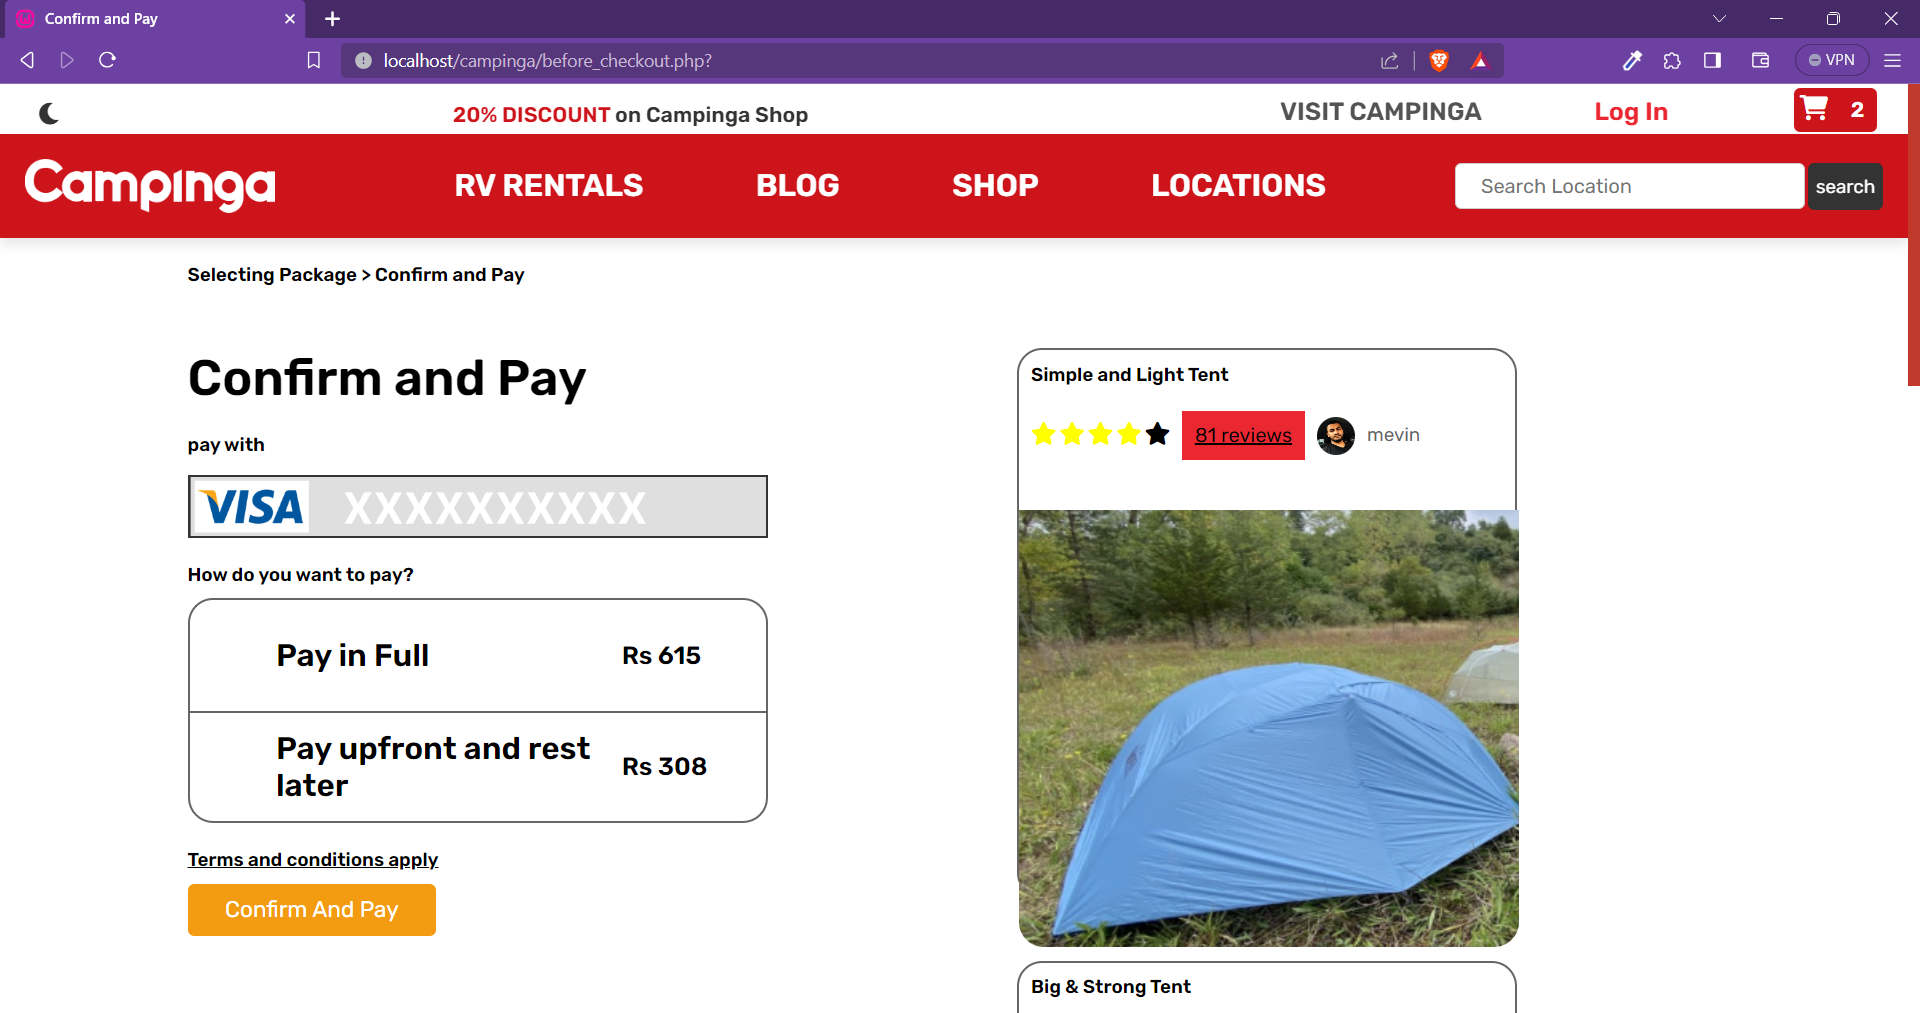 Confirm and Pay
localhost/campinga/before_checkout.php?
VPN
20% DISCOUNT on Campinga Shop
VISIT CAMPINGA
Log In
2
Campinga
RV RENTALS
BLOG
SHOP
LOCATIONS
Search Location
search
Selecting Package > Confirm and Pay
Confirm and Pay
pay with
VISA XXXXXXXXXX
How do you want to pay?
Pay in Full Rs 615
Pay upfront and rest
later
Rs 308
Terms and conditions apply
Confirm And Pay
Simple and Light Tent
81 reviews
mevin
Big & Strong Tent